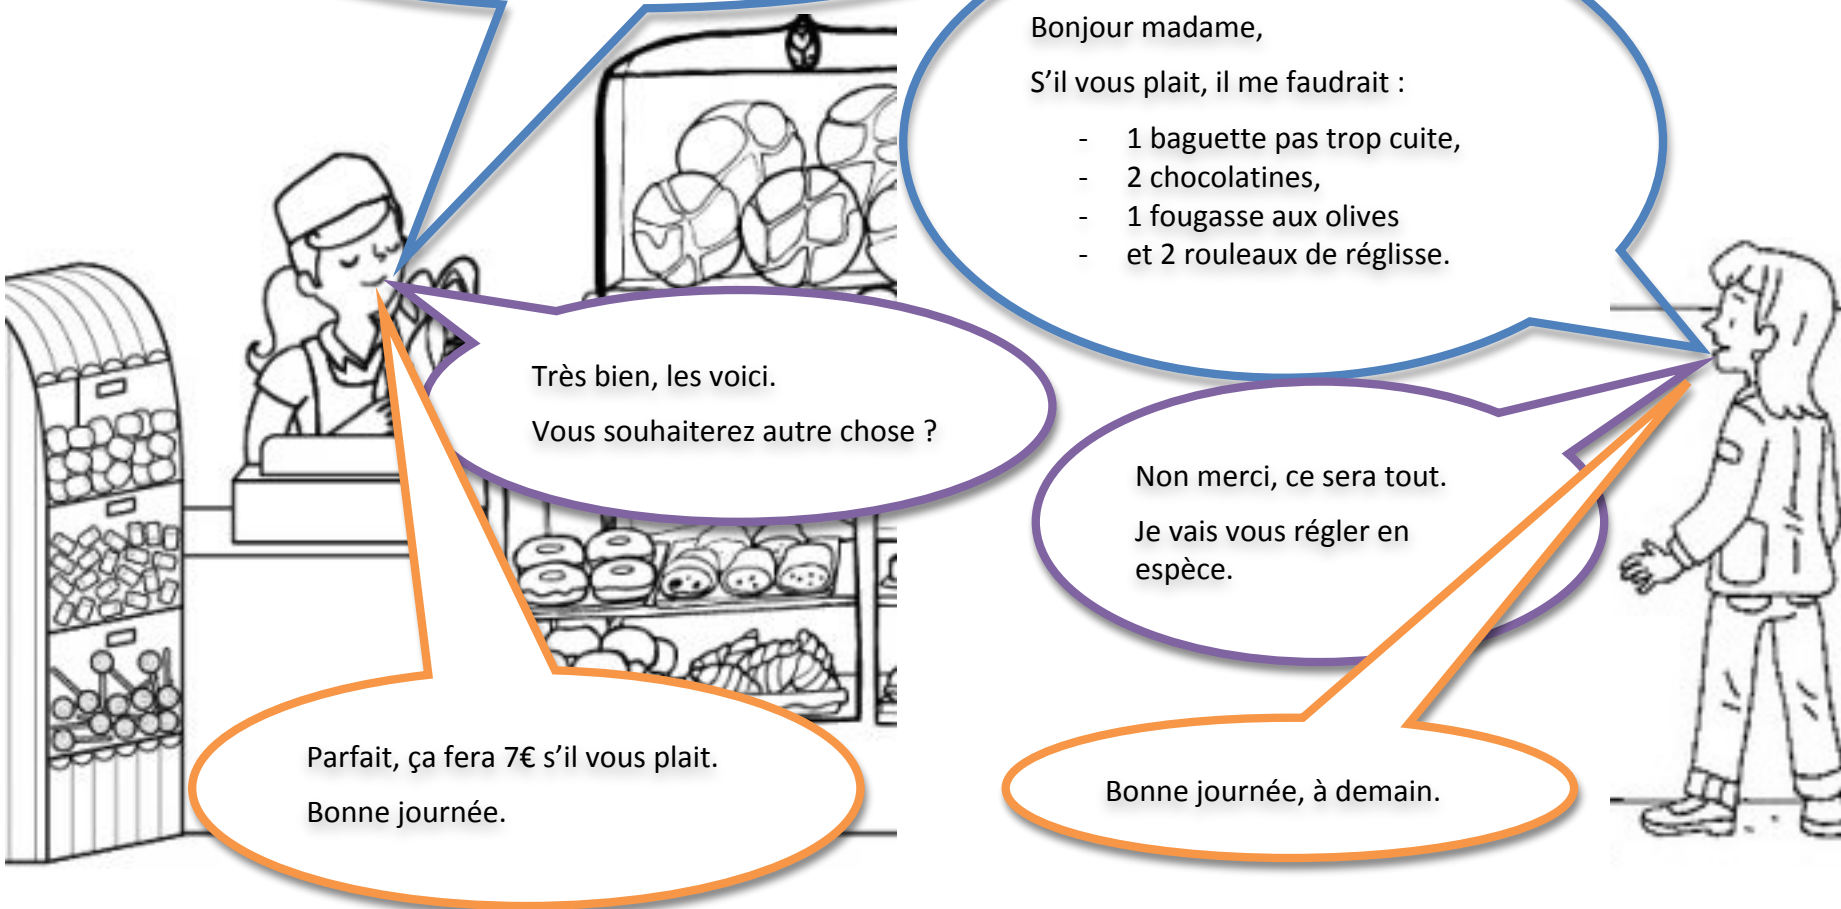 Bonjour madame,
S’il vous plait, il me faudrait :
- 1 baguette pas trop cuite,
- 2 chocolatines,
- 1 fougasse aux olives
- et 2 rouleaux de réglisse.
Très bien, les voici.
Vous souhaiterez autre chose ?
Non merci, ce sera tout.
Je vais vous régler en
espèce.
Parfait, ça fera 7€ s’il vous plait.
Bonne journée.
Bonne journée, à demain.